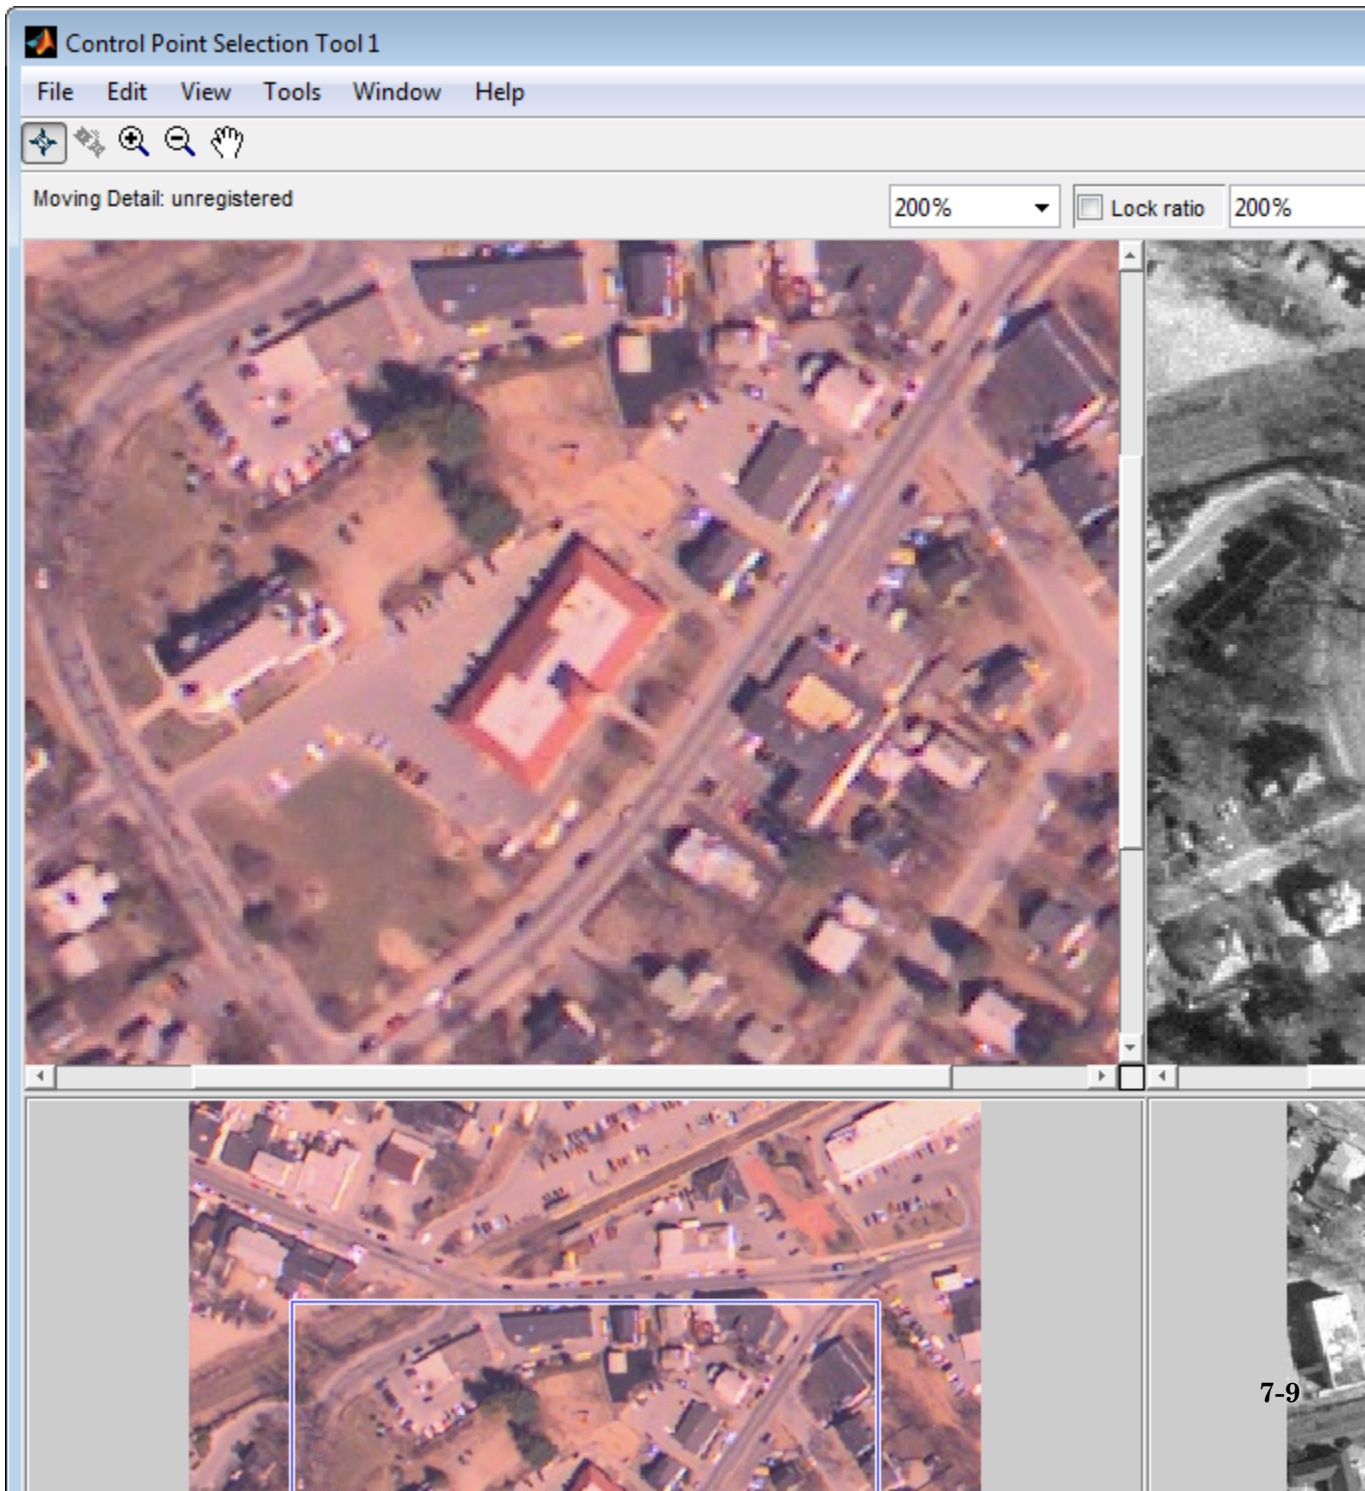 Control Point Selection Tool 1
File Edit View Tools Window Help
Moving Detail: unregistered
200%
Lock ratio
200%
7-9